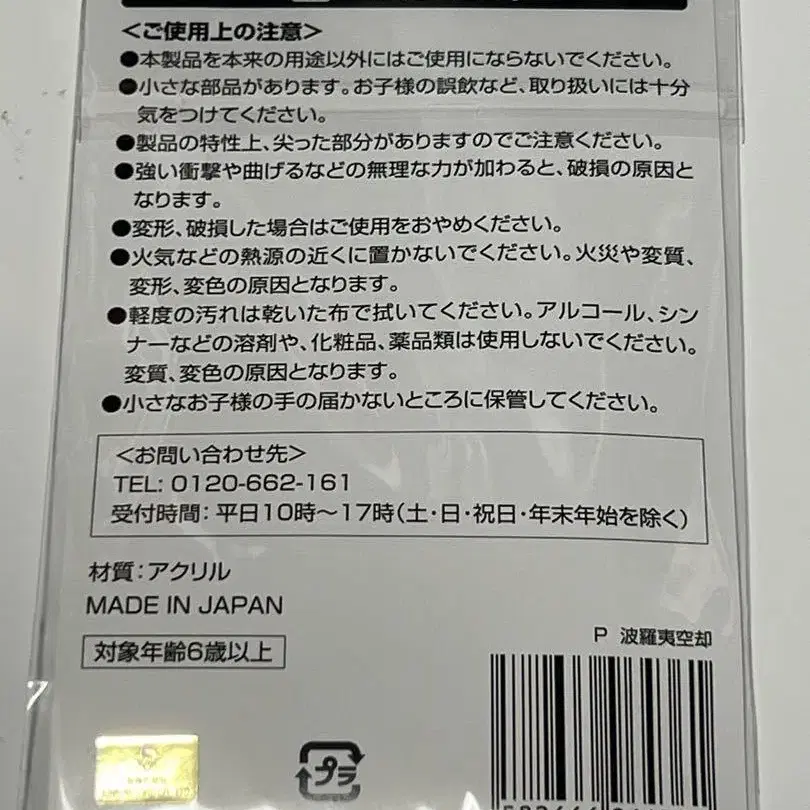 ＜ご使用上の注意＞
●本製品を本来の用途以外にはご使用にならないでください。
●小さな部品があります。お子様の誤飲など、取り扱いには十分
気をつけてください。
●製品の特性上、尖った部分がありますのでご注意ください。
●強い衝撃や曲げるなどの無理な力が加わると、破損の原因と
なります。
●変形、破損した場合はご使用をおやめください。
●火気などの熱源の近くに置かないでください。火災や変質、
変形、変色の原因となります。
●軽度の汚れは乾いた布で拭いてください。アルコール、シン
ナーなどの溶剤や、化粧品、薬品類は使用しないでください。
変質、変色の原因となります。
●小さなお子様の手の届かないところに保管してください。
＜お問い合わせ先＞
TEL: 0120-662-161
受付時間：平日10時～17時(土・日・祝日・年末年始を除く)
材質：アクリル
MADE IN JAPAN
対象年齢6歳以上
P 波羅夷空却
プラ